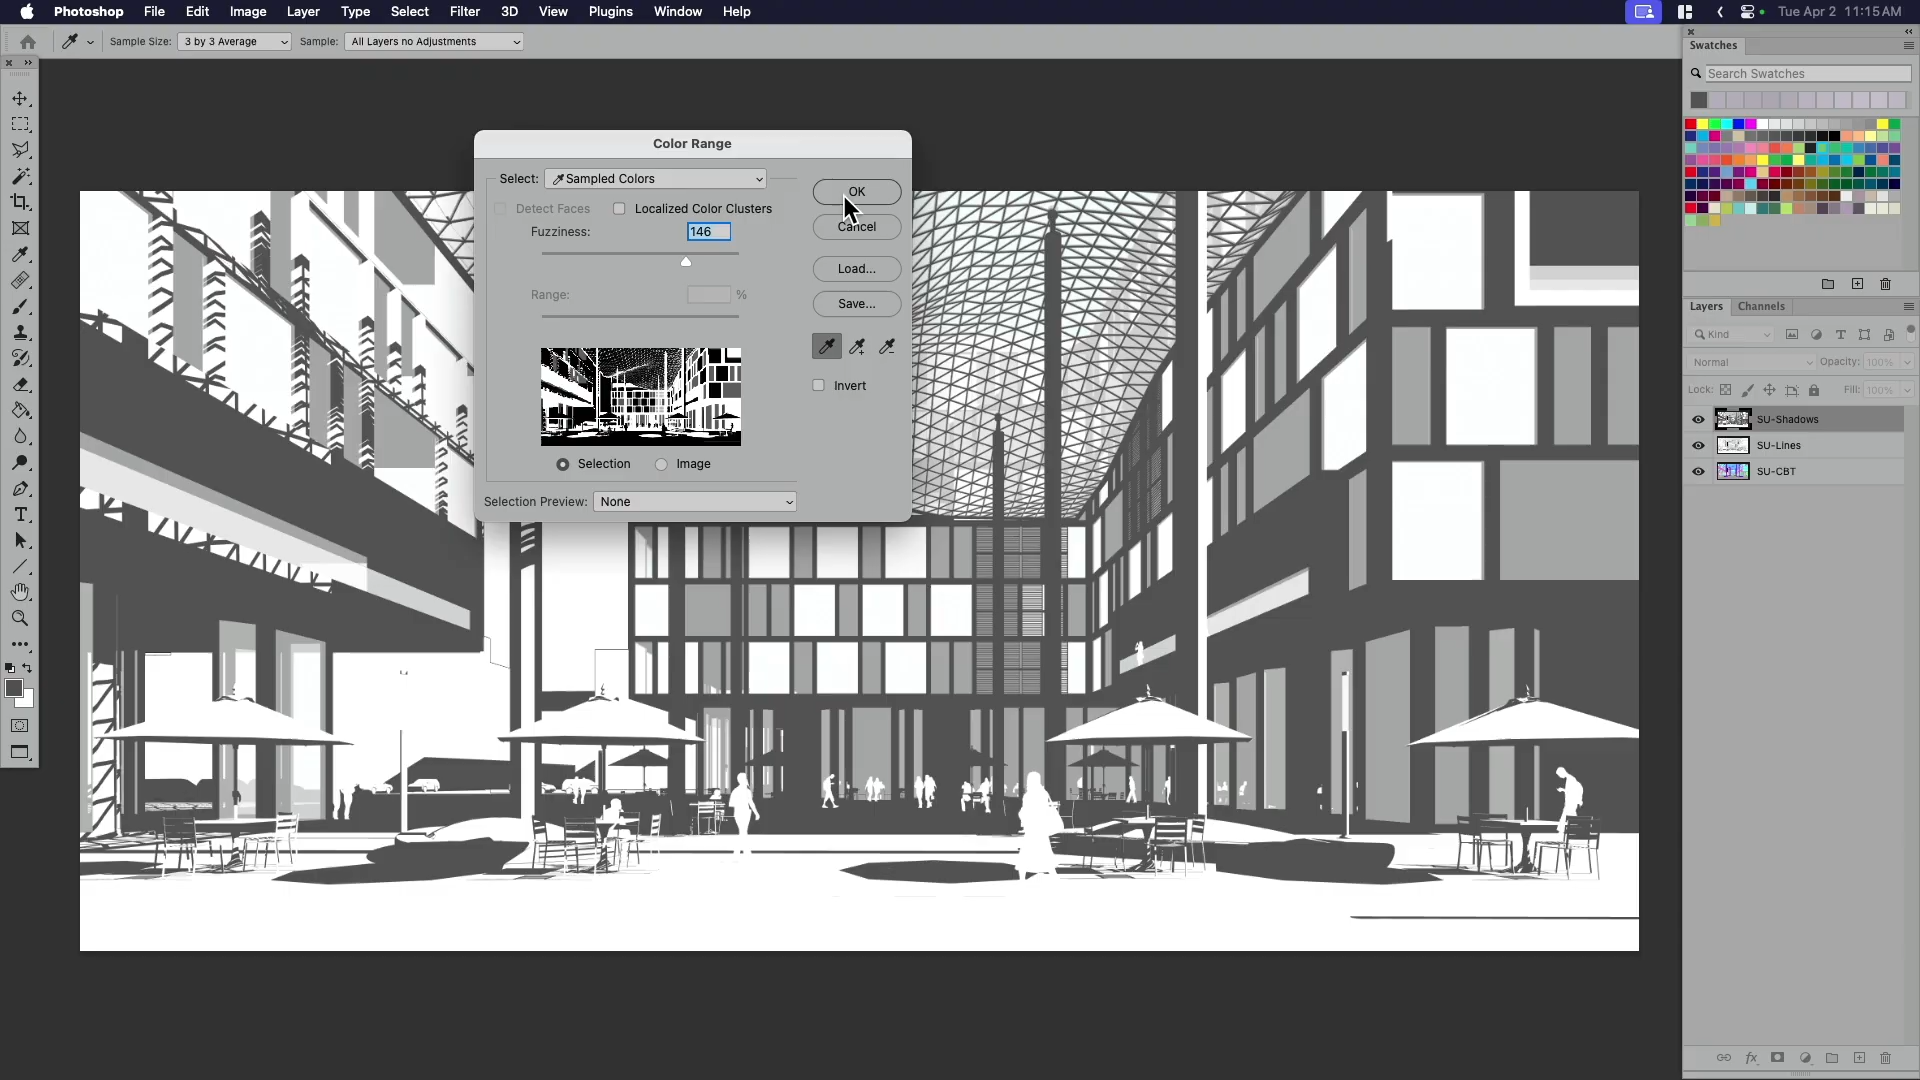 Photoshop File Edit Image Layer Type Select Filter 3D View Plugins Window Help Tue Apr 2 11:15 AM
Sample Size: 3 by 3 Average Sample: All Layers no Adjustments
Swatches
Search Swatches
Color Range
Select: Sampled Colors
OK
Detect Faces Localized Color Clusters
Fuzziness: 146
Cancel
Load...
Range: %
Save...
Invert
Selection Image
Selection Preview: None
Layers Channels
Kind
Normal Opacity: 100%
Lock: Fill: 100%
SU-Shadows
SU-Lines
SU-CBT